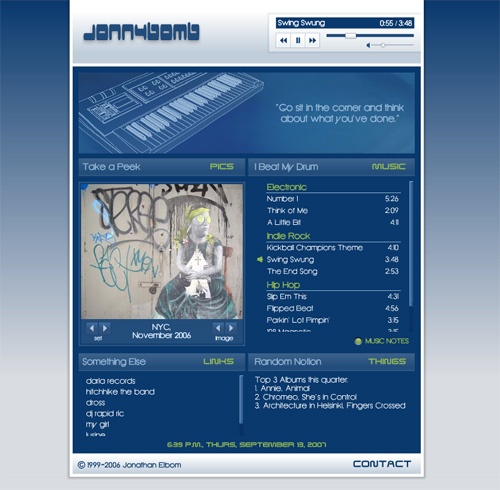 Jonnybomb
Swing Swung 0:55 / 3:48
"Go sit in the corner and think
about what you've done."
Take a Peek PICS
I Beat My Drum MUSIC
Electronic
Number 1 5:26
Think of Me 2:09
A Little Bit 4:11
Indie Rock
Kickball Champions Theme 4:10
Swing Swung 3:48
The End Song 2:53
Hip Hop
Slip Em This 4:31
Flipped Beat 4:56
Parkin' Lot Pimpin' 3:15
MUSIC NOTES
set
NYC,
November 2006
image
Something Else LINKS
darla records
hitchhike the band
dross
dj rapid ric
my girl
Random Notion THINGS
Top 3 Albums this quarter:
1. Annie, Animal
2. Chromeo, She's in Control
3. Architecture in Helsinki, Fingers Crossed
6:39 P.M., THURS, SEPTEMBER 13, 2007
© 1999-2006 Jonathan Elbom
CONTACT